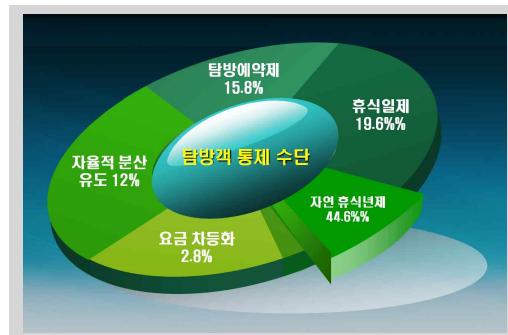 탐방예약제
15.8%
휴식일제
19.6%%
자율적 분산
유도 12%
탐방객 통제 수단
자연 휴식년제
44.6%%
요금 차등화
2.8%